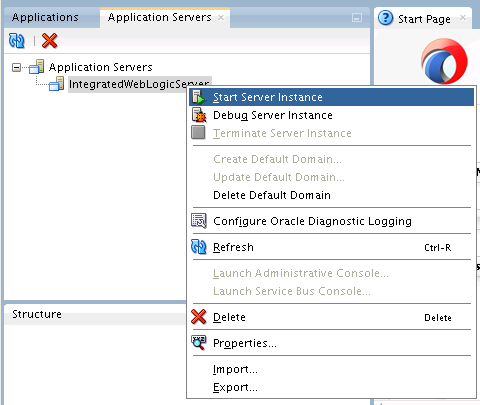 Applications
Application Servers
Start Page
Application Servers
IntegratedWebLogicServer
Start Server Instance
Debug Server Instance
Terminate Server Instance
Create Default Domain...
Update Default Domain...
Delete Default Domain
Configure Oracle Diagnostic Logging
Refresh Ctrl-R
Launch Administrative Console...
Launch Service Bus Console...
Delete Delete
Properties...
Import...
Export...
Structure